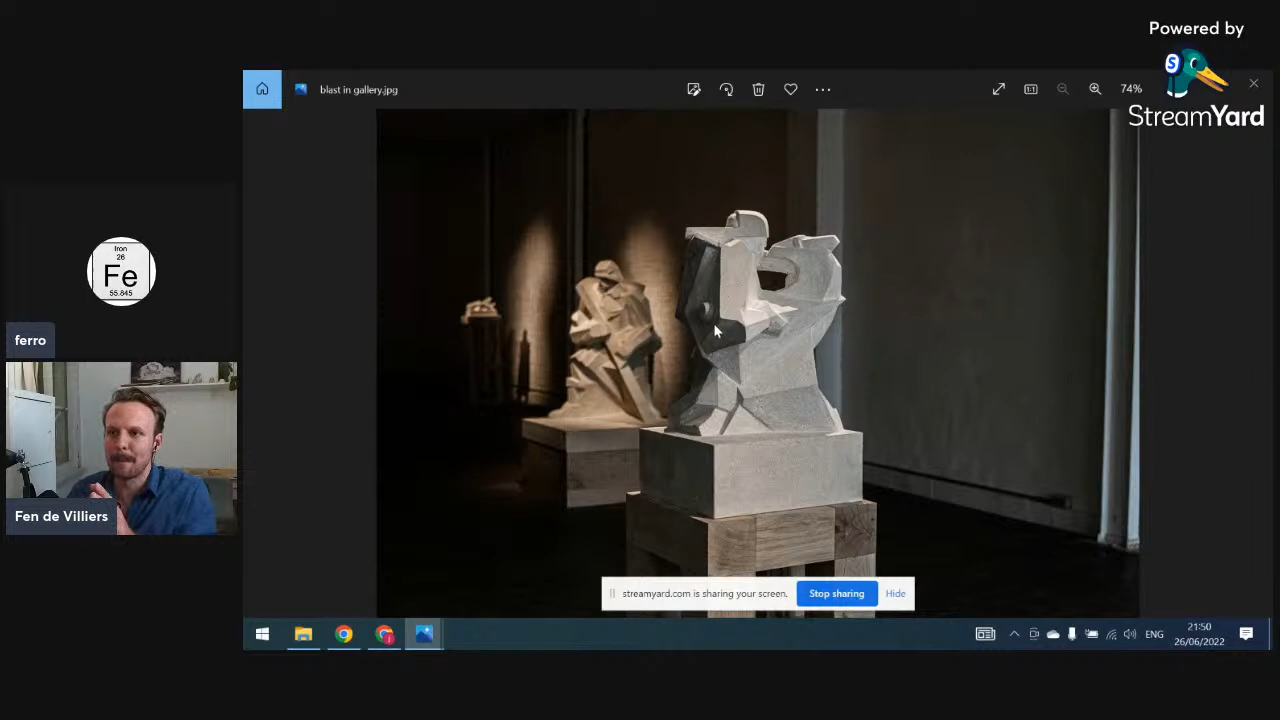 Powered by
StreamYard
blast in gallery.jpg
74%
Iron
26
Fe
55.845
ferro
Fen de Villiers
streamyard.com is sharing your screen.
Stop sharing
Hide
ENG
21:50
26/06/2022